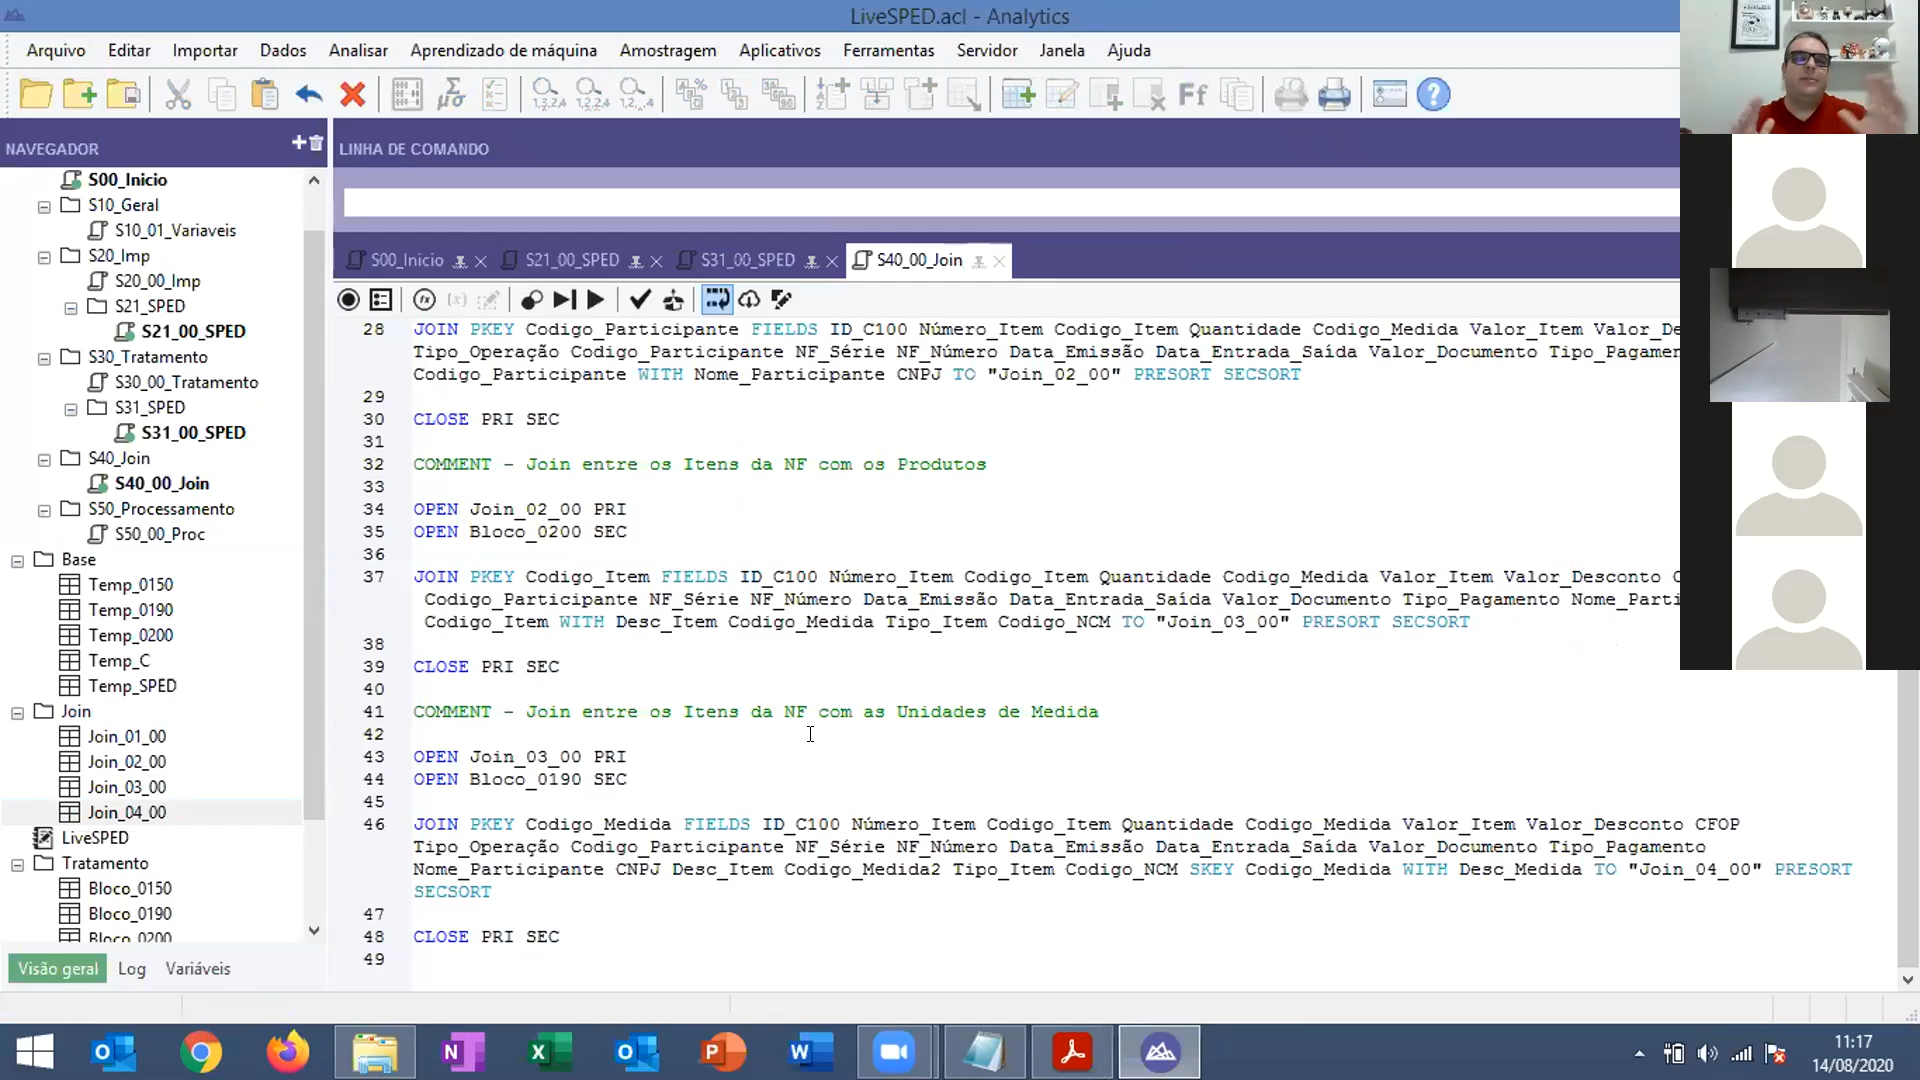 LiveSPED.acl - Analytics
Arquivo Editar Importar Dados Analisar Aprendizado de máquina Amostragem Aplicativos Ferramentas Servidor Janela Ajuda
NAVEGADOR
S00_Inicio
S10_Geral
S10_01_Variaveis
S20_Imp
S20_00_Imp
S21_SPED
S21_00_SPED
S30_Tratamento
S30_00_Tratamento
S31_SPED
S31_00_SPED
S40_Join
S40_00_Join
S50_Processamento
S50_00_Proc
Base
Temp_0150
Temp_0190
Temp_0200
Temp_C
Temp_SPED
Join
Join_01_00
Join_02_00
Join_03_00
Join_04_00
LiveSPED
Tratamento
Bloco_0150
Bloco_0190
Bloco_0200
Visão geral Log Variáveis
LINHA DE COMANDO
S00_Inicio S21_00_SPED S31_00_SPED S40_00_Join
28 JOIN PKEY Codigo_Participante FIELDS ID_C100 Número_Item Codigo_Item Quantidade Codigo_Medida Valor_Item Valor_De
Tipo_Operação Codigo_Participante NF_Série NF_Número Data_Emissão Data_Entrada_Saída Valor_Documento Tipo_Pagamen
Codigo_Participante WITH Nome_Participante CNPJ TO "Join_02_00" PRESORT SECSORT
29
30 CLOSE PRI SEC
31
32 COMMENT - Join entre os Itens da NF com os Produtos
33
34 OPEN Join_02_00 PRI
35 OPEN Bloco_0200 SEC
36
37 JOIN PKEY Codigo_Item FIELDS ID_C100 Número_Item Codigo_Item Quantidade Codigo_Medida Valor_Item Valor_Desconto C
Codigo_Participante NF_Série NF_Número Data_Emissão Data_Entrada_Saída Valor_Documento Tipo_Pagamento Nome_Parti
Codigo_Item WITH Desc_Item Codigo_Medida Tipo_Item Codigo_NCM TO "Join_03_00" PRESORT SECSORT
38
39 CLOSE PRI SEC
40
41 COMMENT - Join entre os Itens da NF com as Unidades de Medida
42
43 OPEN Join_03_00 PRI
44 OPEN Bloco_0190 SEC
45
46 JOIN PKEY Codigo_Medida FIELDS ID_C100 Número_Item Codigo_Item Quantidade Codigo_Medida Valor_Item Valor_Desconto CFOP
Tipo_Operação Codigo_Participante NF_Série NF_Número Data_Emissão Data_Entrada_Saída Valor_Documento Tipo_Pagamento
Nome_Participante CNPJ Desc_Item Codigo_Medida2 Tipo_Item Codigo_NCM SKEY Codigo_Medida WITH Desc_Medida TO "Join_04_00" PRESORT
SECSORT
47
48 CLOSE PRI SEC
49
11:17
14/08/2020